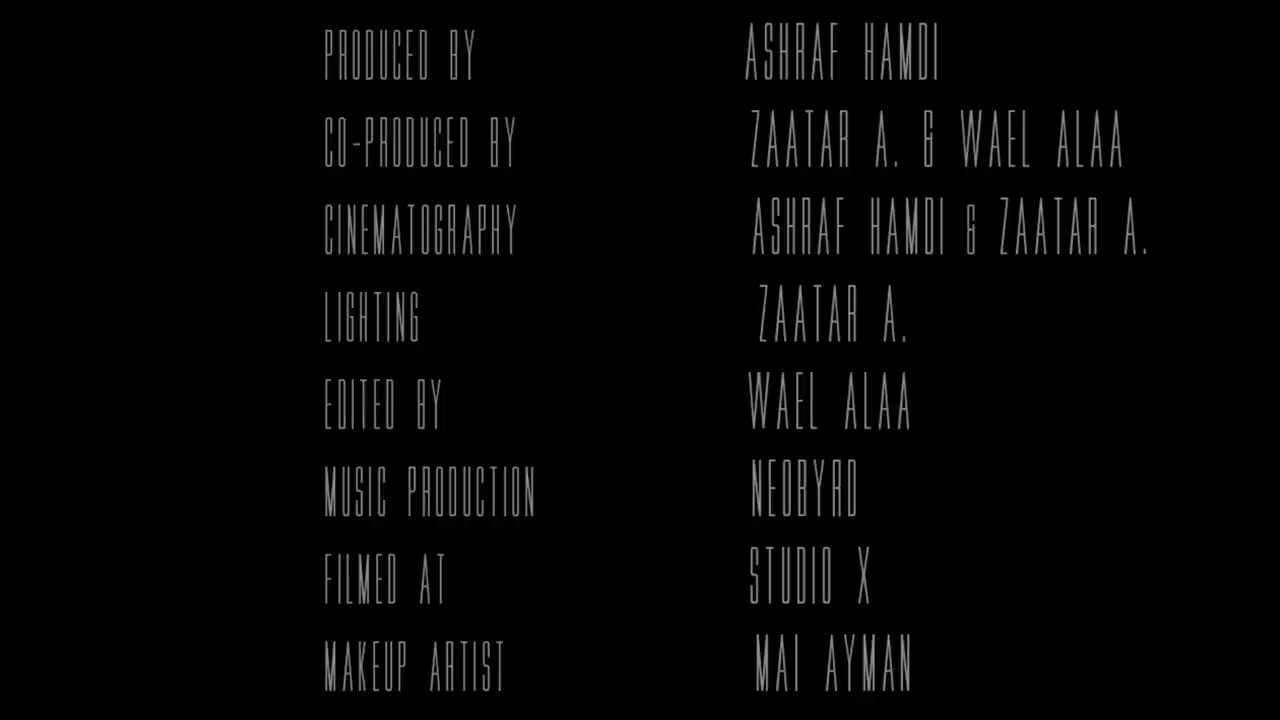 PRODUCED BY ASHRAF HAMDI
CO-PRODUCED BY ZAATAR A. & WAEL ALAA
CINEMATOGRAPHY ASHRAF HAMDI & ZAATAR A.
LIGHTING ZAATAR A.
EDITED BY WAEL ALAA
MUSIC PRODUCTION NEOBYRD
FILMED AT STUDIO X
MAKEUP ARTIST MAI AYMAN